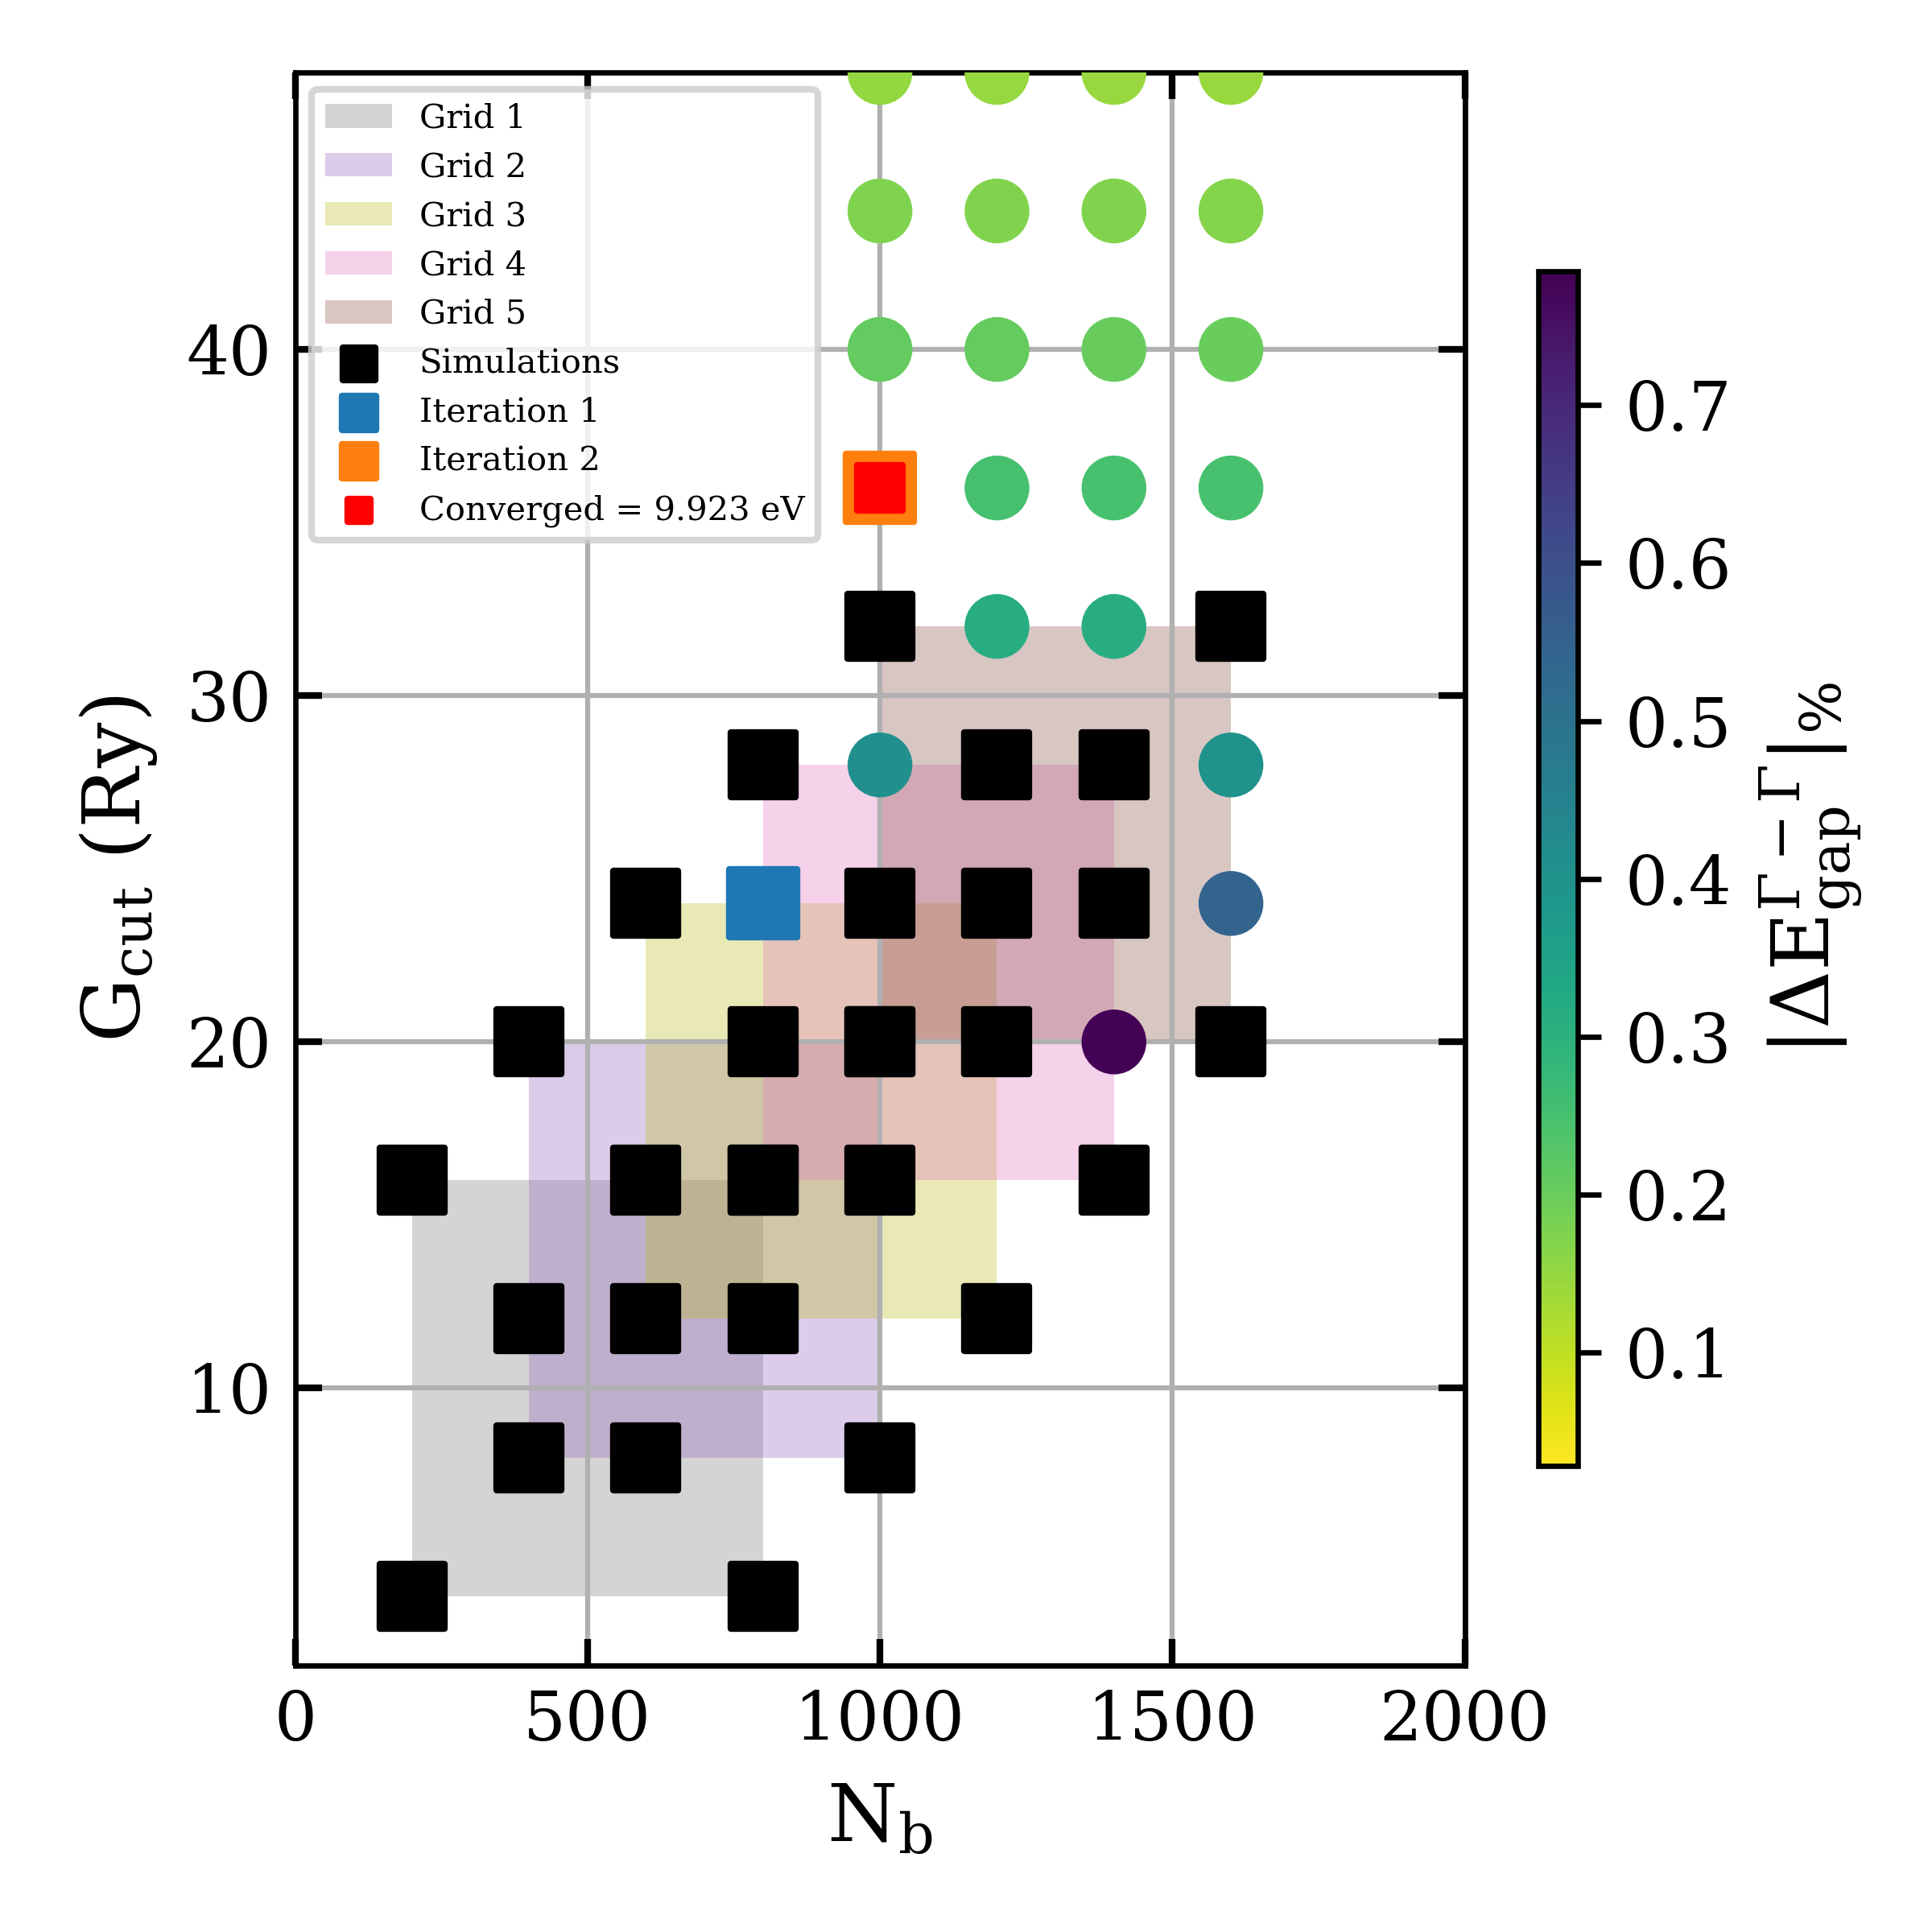 Grid 1
Grid 2
Grid 3
Grid 4
Grid 5
Simulations
Iteration 1
Iteration 2
Converged = 9.923 eV
40
30
20
10
G_cut (Ry)
0
500
1000
1500
2000
N_b
0.7
0.6
0.5
0.4
0.3
0.2
0.1
|ΔE^{Γ−Γ}_{gap}|_%